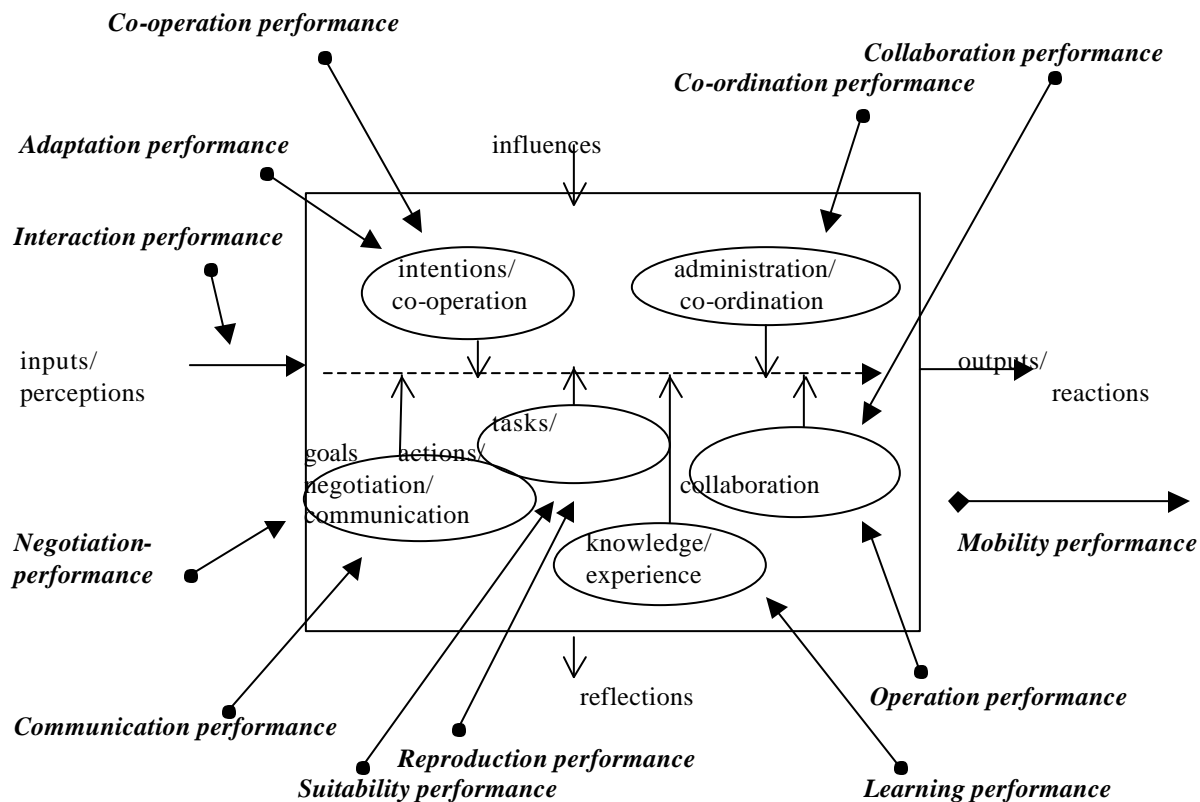 Co-operation performance
Collaboration performance
Co-ordination performance
Adaptation performance
influences
Interaction performance
intentions/
co-operation
administration/
co-ordination
inputs/
perceptions
outputs/
reactions
tasks/
goals actions/
negotiation/
communication
collaboration
knowledge/
experience
Negotiation-
performance
Mobility performance
reflections
Operation performance
Communication performance
Reproduction performance
Suitability performance
Learning performance